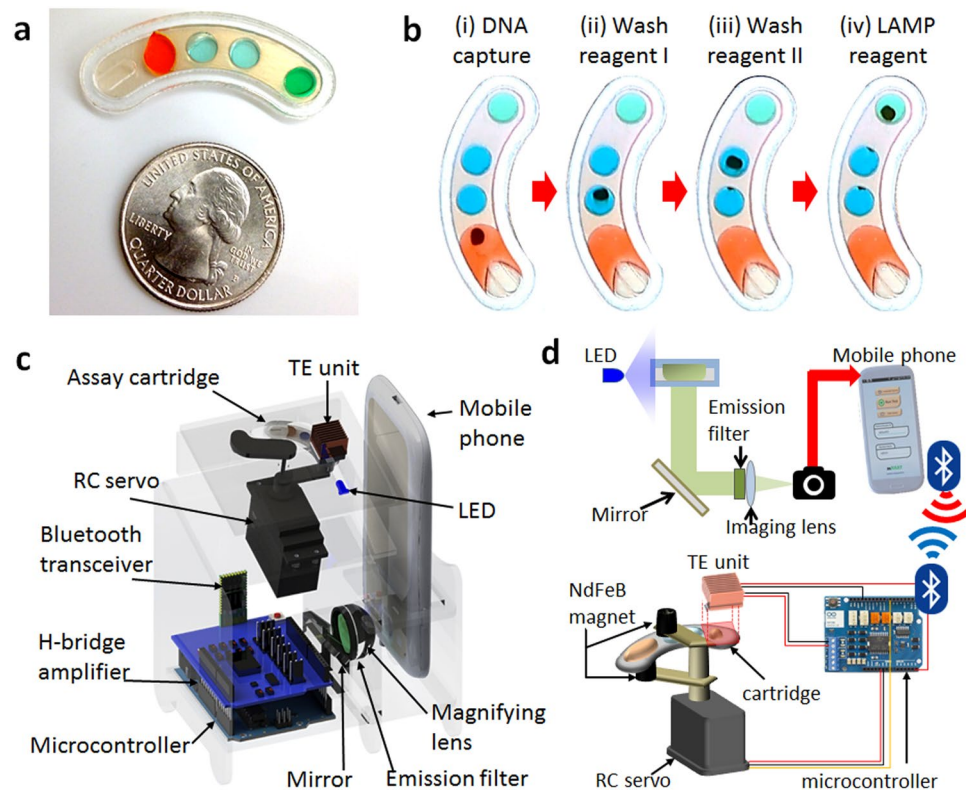 a
UNITED STATES OF AMERICA
LIBERTY
IN
GOD WE
TRUST
QUARTER DOLLAR
b
(i) DNA
capture
(ii) Wash
reagent I
(iii) Wash
reagent II
(iv) LAMP
reagent
c
TE unit
Assay cartridge
Mobile
phone
RC servo
LED
Bluetooth
transceiver
H-bridge
amplifier
Microcontroller
Magnifying
lens
Mirror
Emission filter
d
LED
Mobile phone
Emission
filter
Mirror
Imaging lens
TE unit
NdFeB
magnet
cartridge
RC servo
microcontroller